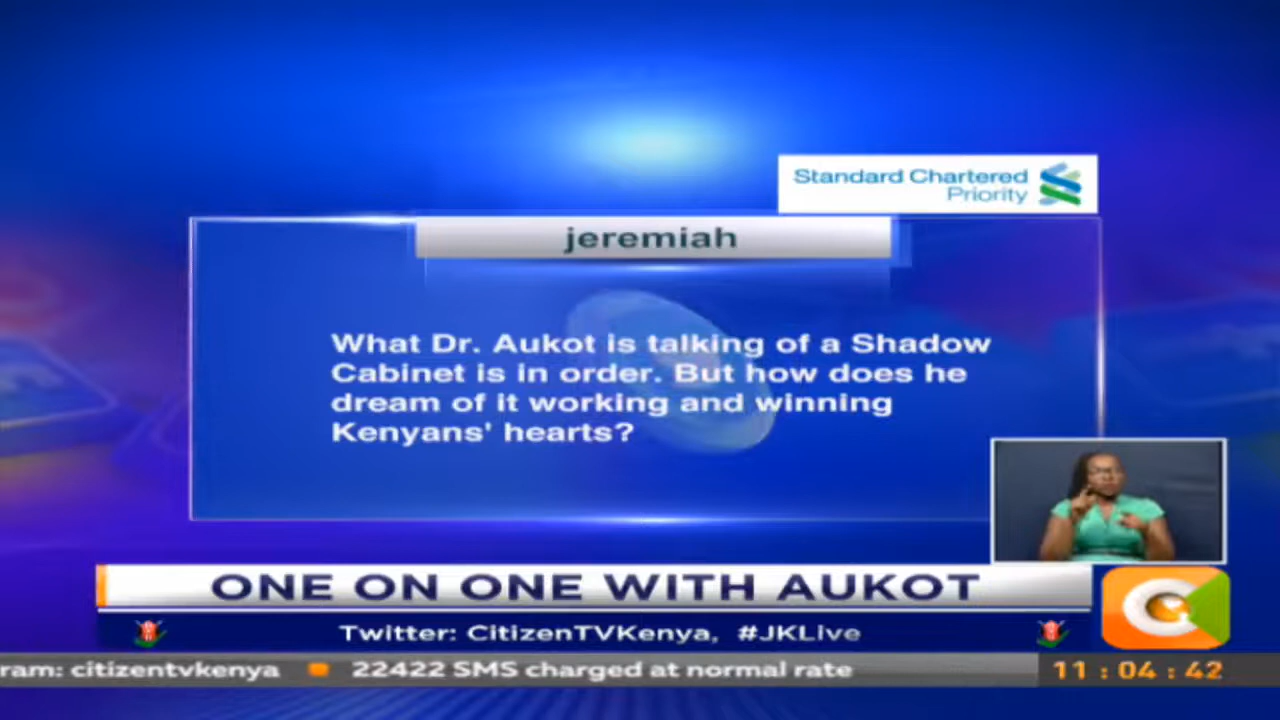 Standard Chartered
Priority
jeremiah
What Dr. Aukot is talking of a Shadow
Cabinet is in order. But how does he
dream of it working and winning
Kenyans' hearts?
ONE ON ONE WITH AUKOT
Twitter: CitizenTVKenya, #JKLive
ram: citizentvkenya 22422 SMS charged at normal rate
11 : 04 : 42